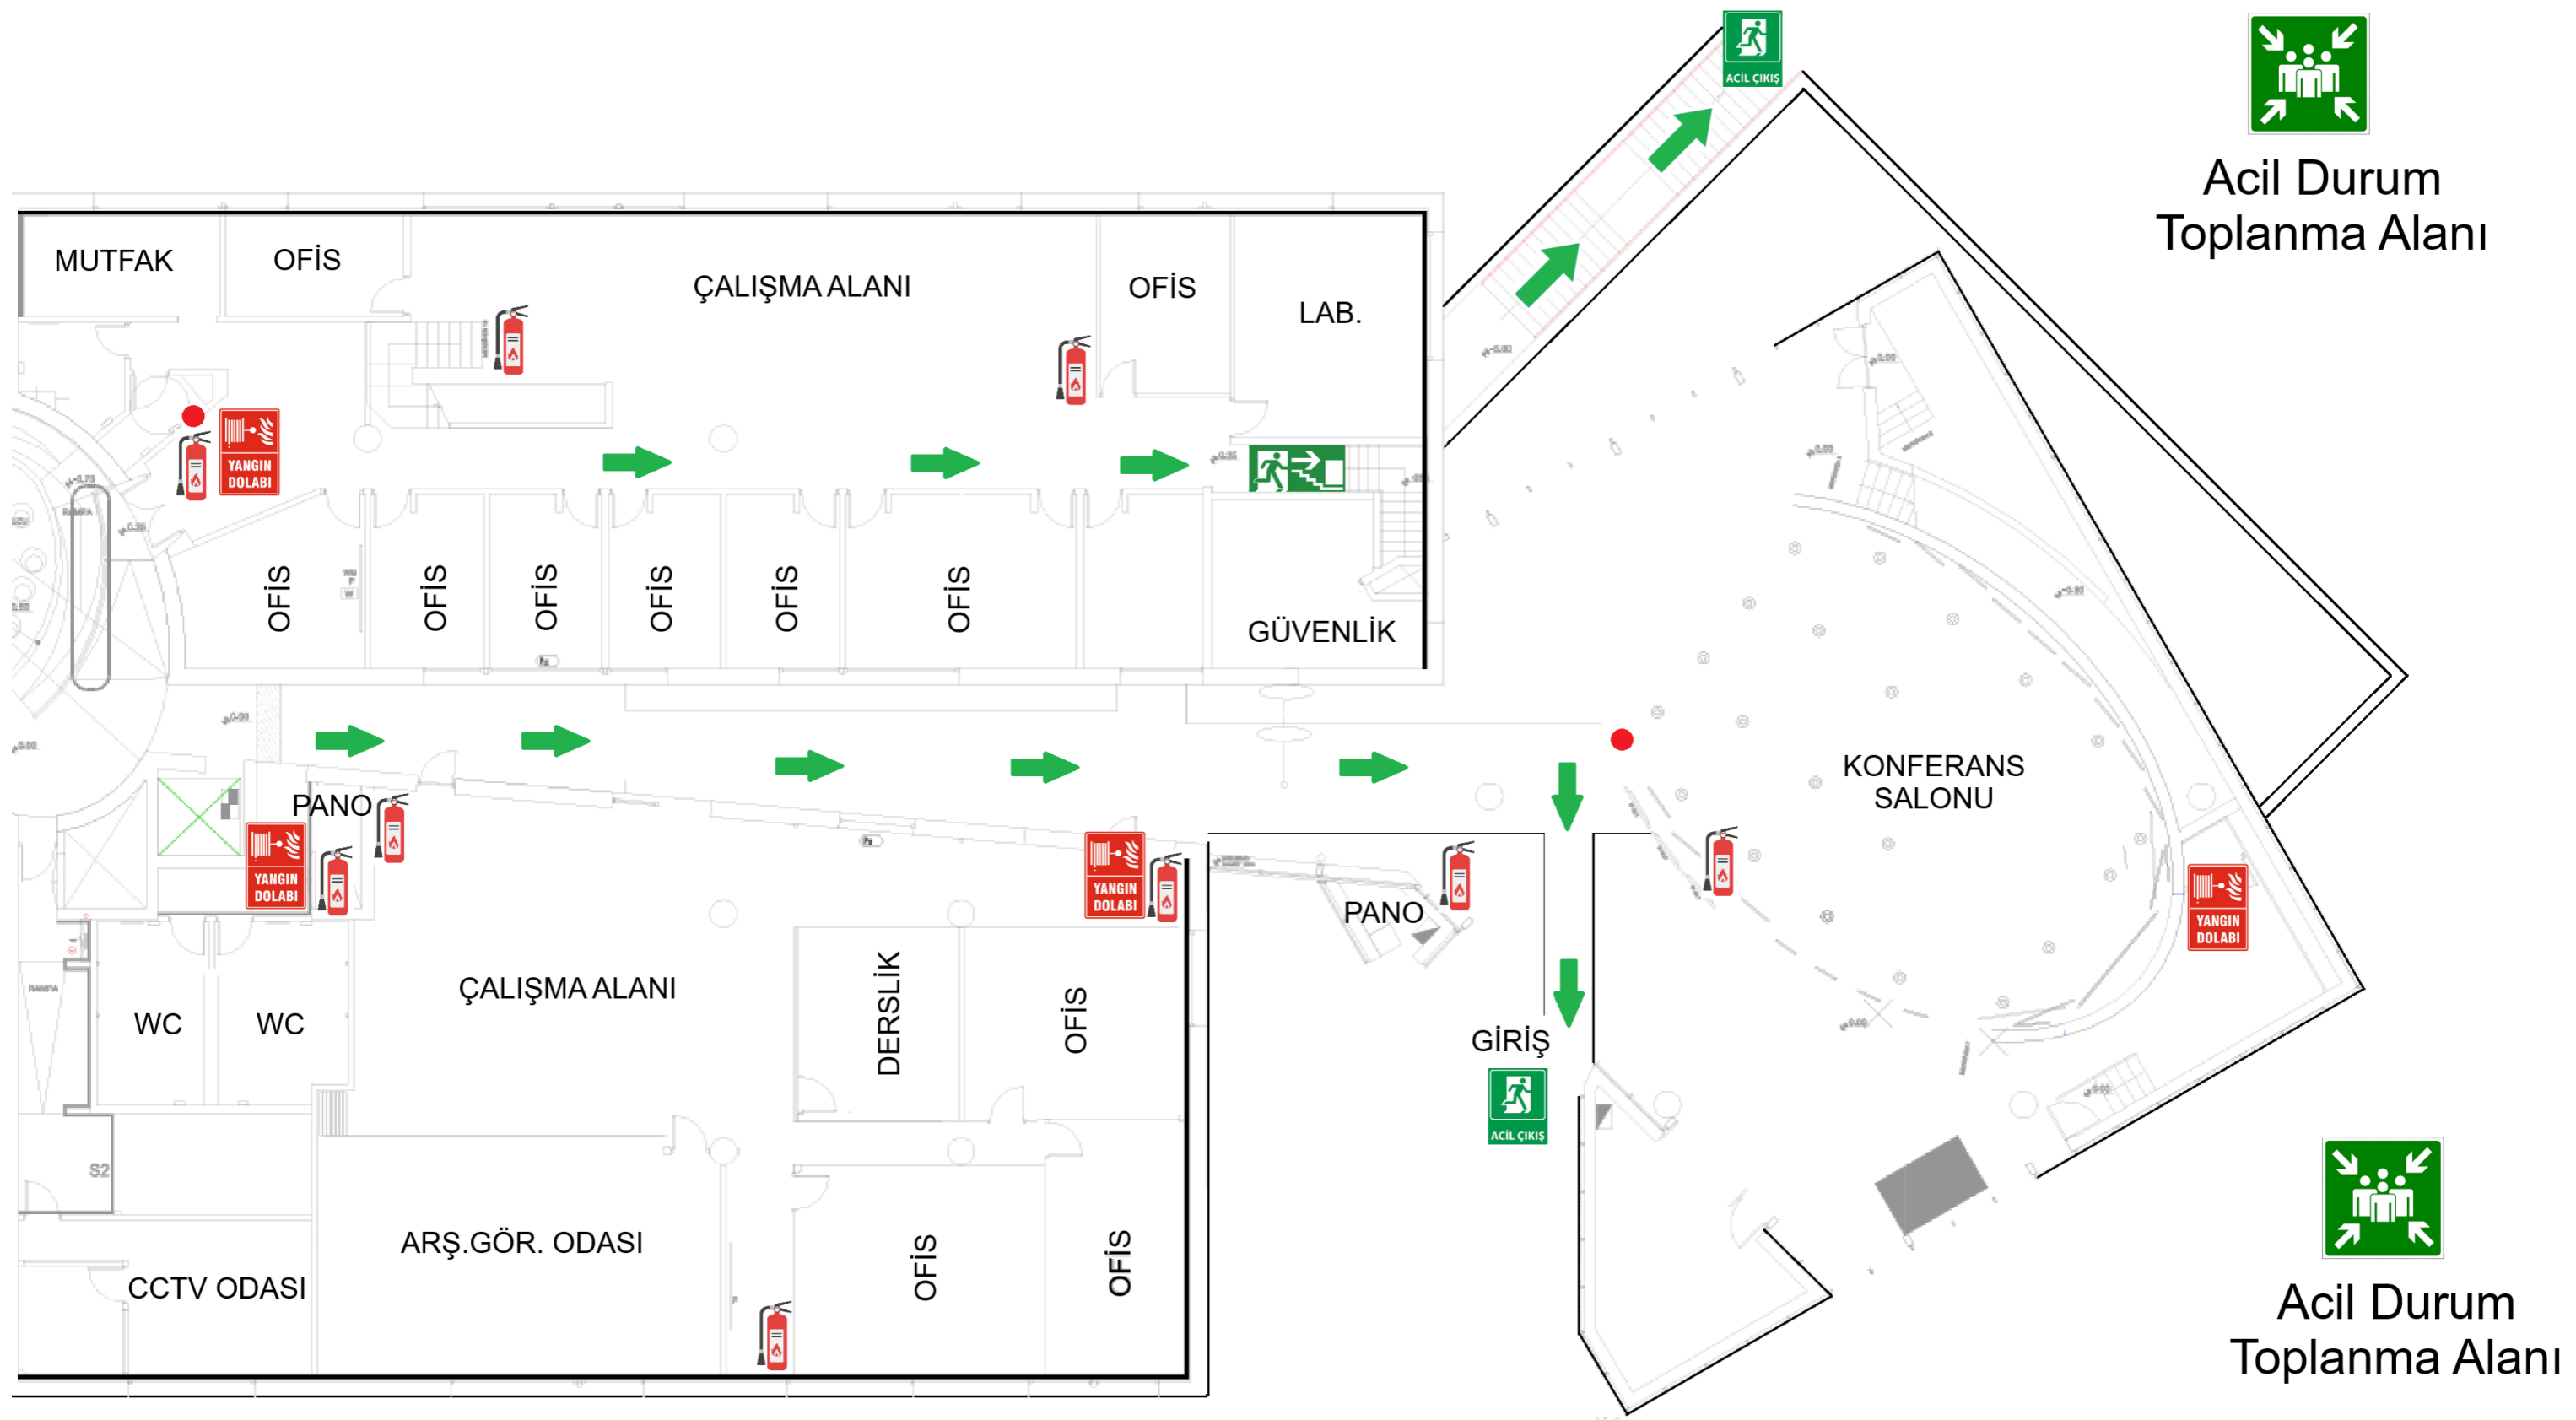 ACİL ÇIKIŞ
Acil Durum
Toplanma Alanı
MUTFAK
OFİS
ÇALIŞMA ALANI
OFİS
LAB.
YANGIN
DOLABI
RAMPA
OFİS
OFİS
OFİS
OFİS
OFİS
OFİS
GÜVENLİK
KONFERANS
SALONU
PANO
YANGIN
DOLABI
YANGIN
DOLABI
PANO
YANGIN
DOLABI
RAMPA
WC
WC
ÇALIŞMA ALANI
DERSLİK
OFİS
GİRİŞ
ACİL ÇIKIŞ
S2
ARŞ.GÖR. ODASI
CCTV ODASI
OFİS
OFİS
Acil Durum
Toplanma Alanı